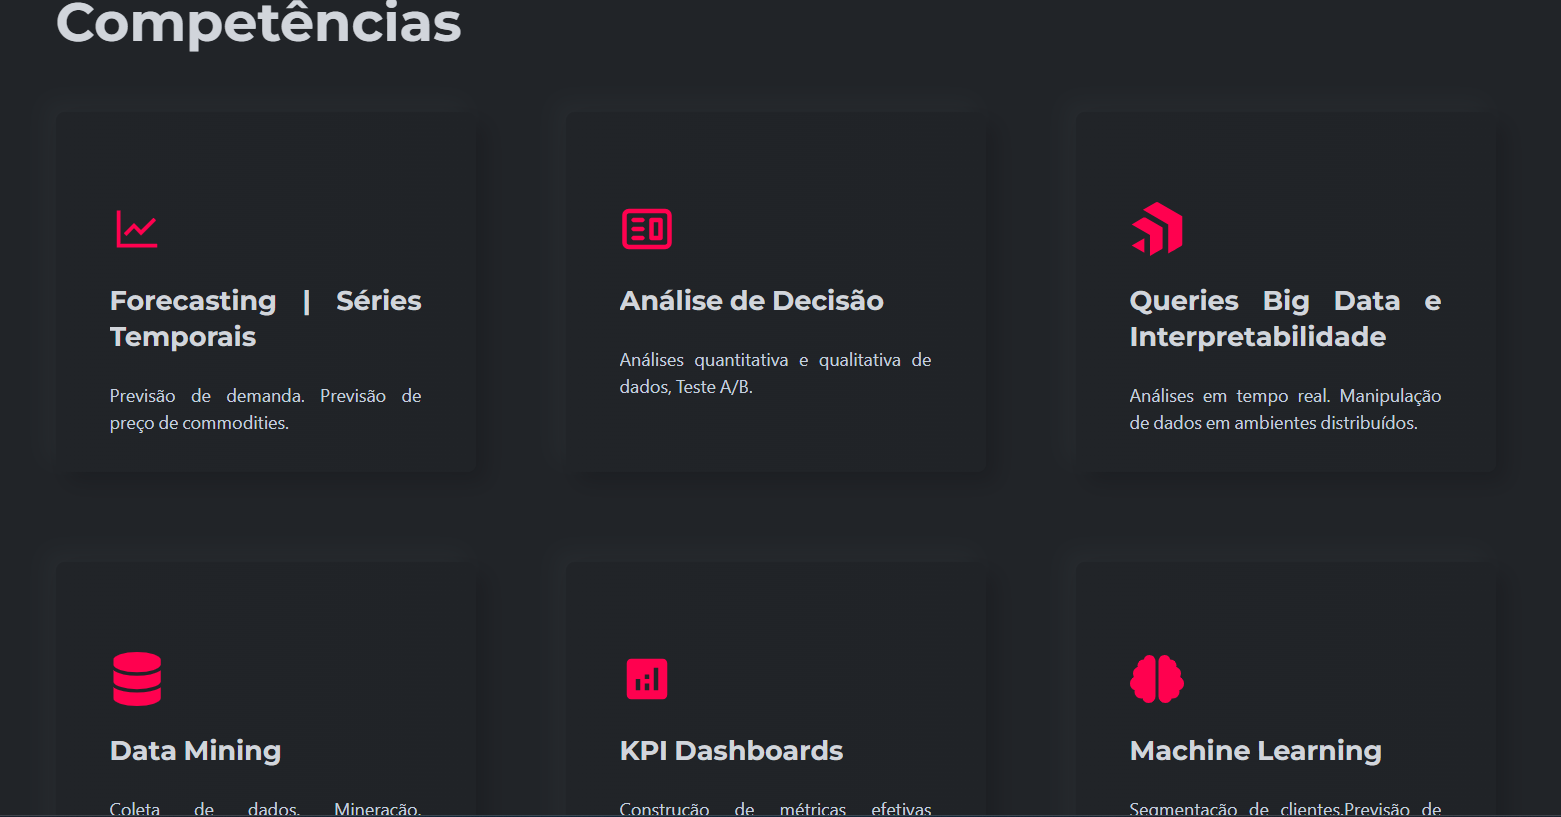 Competências
Forecasting | Séries
Temporais
Previsão de demanda. Previsão de
preço de commodities.
Análise de Decisão
Análises quantitativa e qualitativa de
dados, Teste A/B.
Queries Big Data e
Interpretabilidade
Análises em tempo real. Manipulação
de dados em ambientes distribuídos.
Data Mining
Coleta de dados. Mineração.
KPI Dashboards
Construção de métricas efetivas
Machine Learning
Segmentação de clientes.Previsão de